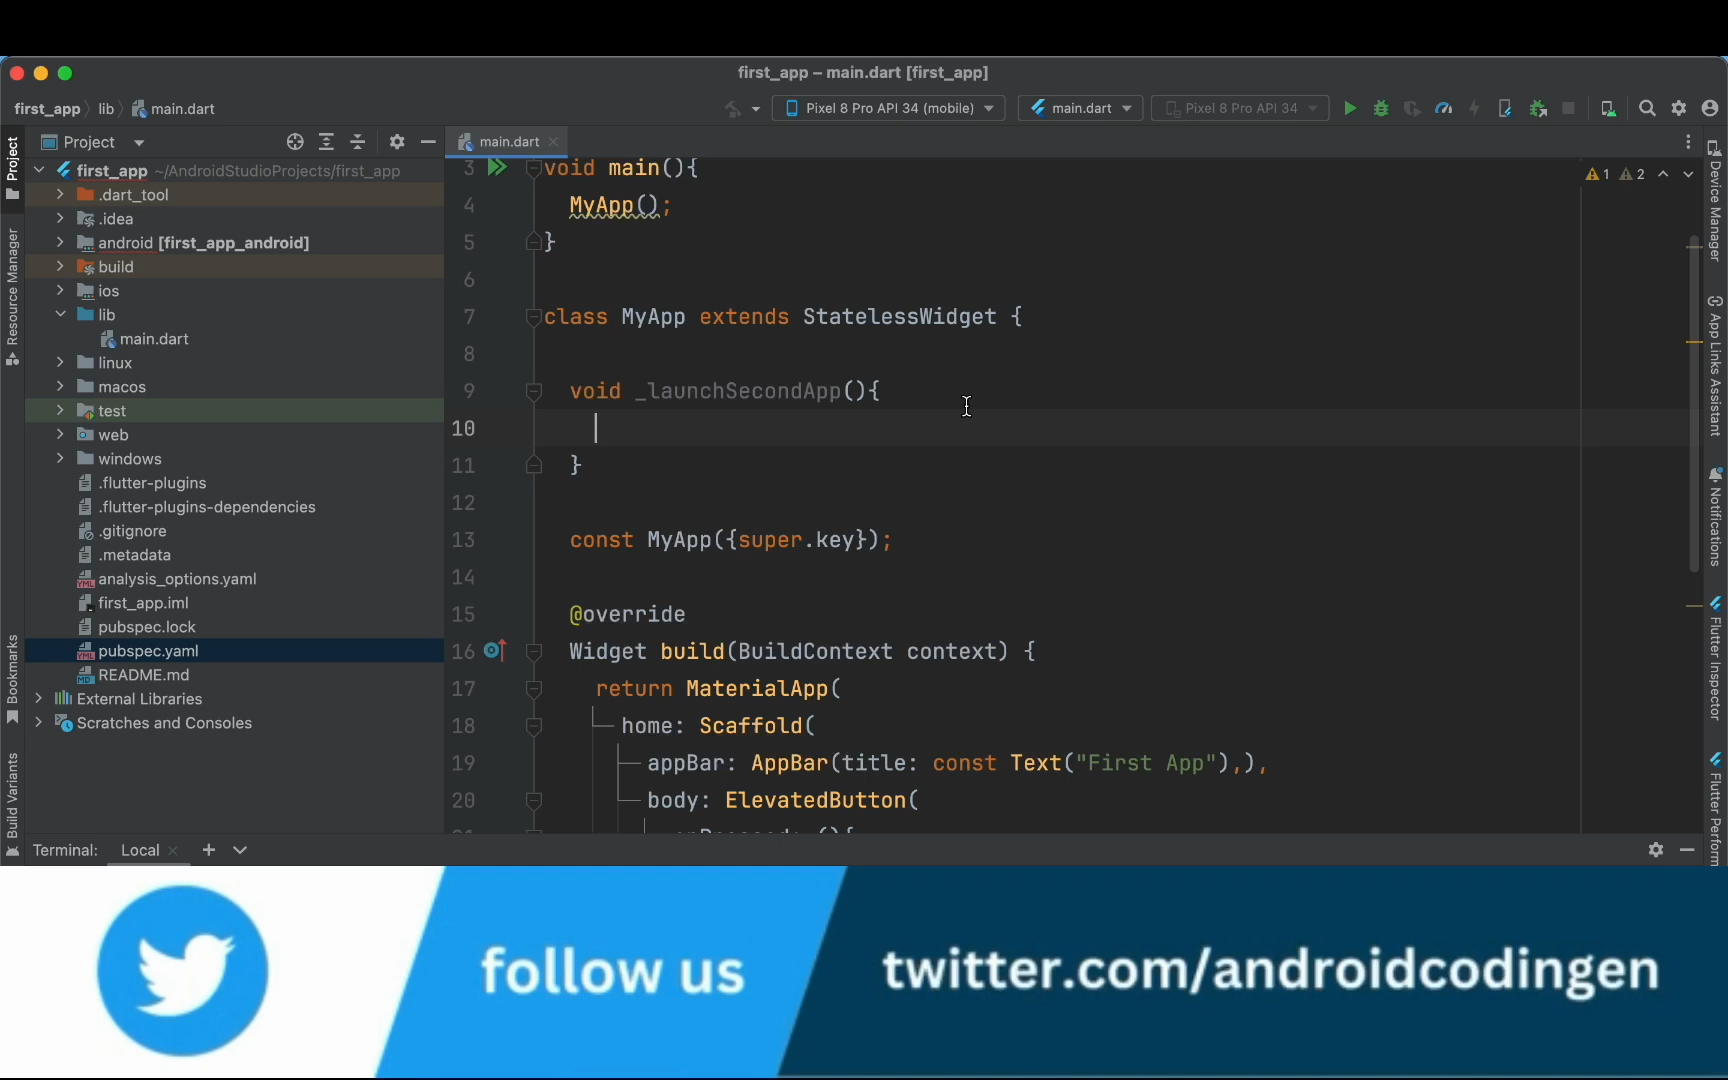 first_app – main.dart [first_app]
first_app lib main.dart
Pixel 8 Pro API 34 (mobile)
main.dart
Pixel 8 Pro API 34
Project
main.dart
Project
Resource Manager
Bookmarks
Build Variants
first_app ~/AndroidStudioProjects/first_app
.dart_tool
.idea
android [first_app_android]
build
ios
lib
main.dart
linux
macos
test
web
windows
.flutter-plugins
.flutter-plugins-dependencies
.gitignore
.metadata
analysis_options.yaml
first_app.iml
pubspec.lock
pubspec.yaml
README.md
External Libraries
Scratches and Consoles
3 void main(){
4 MyApp();
5 }
6
7 class MyApp extends StatelessWidget {
8
9 void _launchSecondApp(){
10
11 }
12
13 const MyApp({super.key});
14
15 @override
16 Widget build(BuildContext context) {
17 return MaterialApp(
18 home: Scaffold(
19 appBar: AppBar(title: const Text("First App"),),
20 body: ElevatedButton(
1 2
Device Manager
App Links Assistant
Notifications
Flutter Inspector
Flutter Perform
Terminal: Local
follow us
twitter.com/androidcodingen